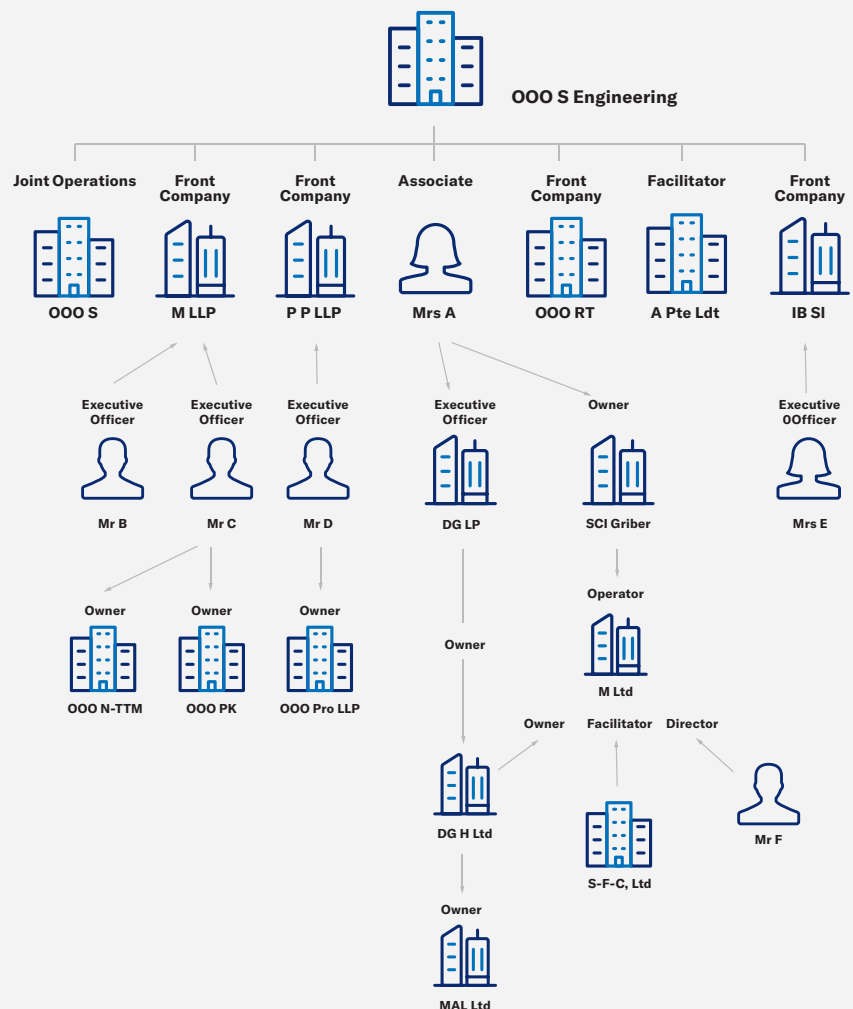 OOO S Engineering
Joint Operations
Front
Company
Front
Company
Associate
Front
Company
Facilitator
Front
Company
OOO S
M LLP
P P LLP
Mrs A
OOO RT
A Pte Ldt
IB SI
Executive
Officer
Executive
Officer
Executive
Officer
Executive
Officer
Owner
Executive
0Officer
Mr B
Mr C
Mr D
DG LP
SCI Griber
Mrs E
Owner
Owner
Owner
Operator
OOO N-TTM
OOO PK
OOO Pro LLP
Owner
M Ltd
Owner
Facilitator
Director
DG H Ltd
Mr F
S-F-C, Ltd
Owner
MAL Ltd